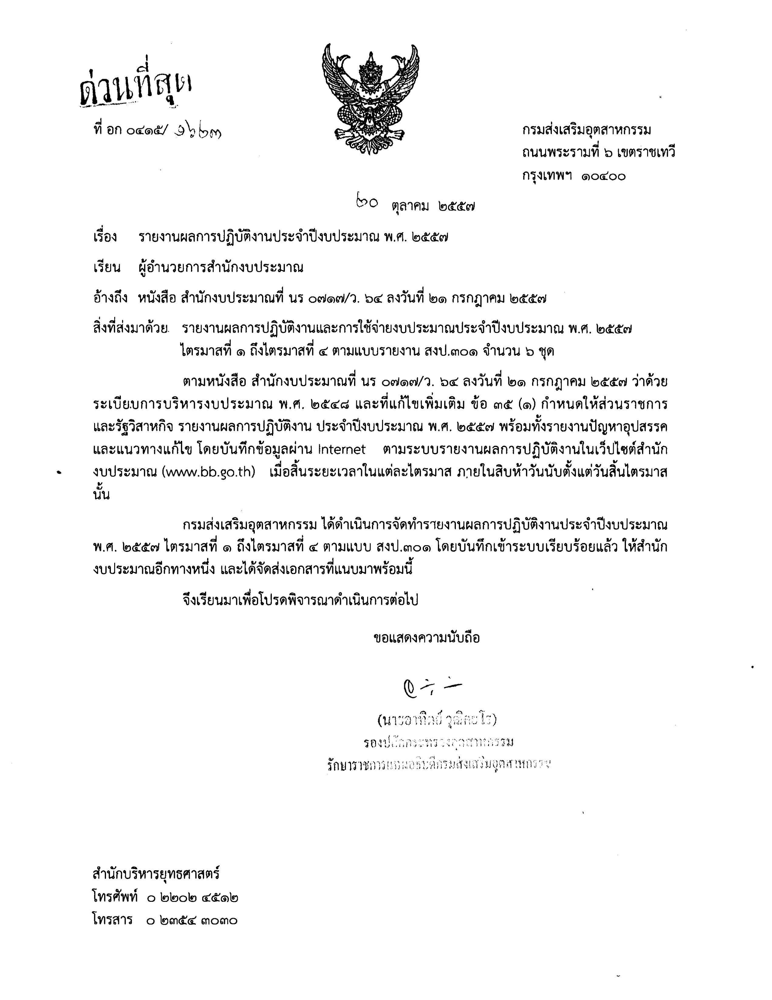 ด่วนที่สุด
ที่ อก ๐๔๑๕/ ๑๖๒๓
กรมส่งเสริมอุตสาหกรรม
ถนนพระรามที่ ๖ เขตราชเทวี
กรุงเทพฯ ๑๐๔๐๐
๒๐ ตุลาคม ๒๕๕๗
เรื่อง รายงานผลการปฏิบัติงานประจำปีงบประมาณ พ.ศ. ๒๕๕๗
เรียน ผู้อำนวยการสำนักงบประมาณ
อ้างถึง หนังสือ สำนักงบประมาณที่ นร ๐๗๑๗/ว. ๖๔ ลงวันที่ ๒๑ กรกฎาคม ๒๕๕๗
สิ่งที่ส่งมาด้วย รายงานผลการปฏิบัติงานและการใช้จ่ายงบประมาณประจำปีงบประมาณ พ.ศ. ๒๕๕๗
ไตรมาสที่ ๑ ถึงไตรมาสที่ ๔ ตามแบบรายงาน สงป.๓๐๑ จำนวน ๖ ชุด
ตามหนังสือ สำนักงบประมาณที่ นร ๐๗๑๗/ว. ๖๔ ลงวันที่ ๒๑ กรกฎาคม ๒๕๕๗ ว่าด้วย
ระเบียบการบริหารงบประมาณ พ.ศ. ๒๕๔๘ และที่แก้ไขเพิ่มเติม ข้อ ๓๕ (๑) กำหนดให้ส่วนราชการ
และรัฐวิสาหกิจ รายงานผลการปฏิบัติงาน ประจำปีงบประมาณ พ.ศ. ๒๕๕๗ พร้อมทั้งรายงานปัญหาอุปสรรค
และแนวทางแก้ไข โดยบันทึกข้อมูลผ่าน Internet ตามระบบรายงานผลการปฏิบัติงานในเว็ปไซต์สำนัก
งบประมาณ (www.bb.go.th) เมื่อสิ้นระยะเวลาในแต่ละไตรมาส ภายในสิบห้าวันนับตั้งแต่วันสิ้นไตรมาส
นั้น
กรมส่งเสริมอุตสาหกรรม ได้ดำเนินการจัดทำรายงานผลการปฏิบัติงานประจำปีงบประมาณ
พ.ศ. ๒๕๕๗ ไตรมาสที่ ๑ ถึงไตรมาสที่ ๔ ตามแบบ สงป.๓๐๑ โดยบันทึกเข้าระบบเรียบร้อยแล้ว ให้สำนัก
งบประมาณอีกทางหนึ่ง และได้จัดส่งเอกสารที่แนบมาพร้อมนี้
จึงเรียนมาเพื่อโปรดพิจารณาดำเนินการต่อไป
ขอแสดงความนับถือ
(นายอาทิตย์ วุฒิคะโร)
รองปลัดกระทรวงอุตสาหกรรม
รักษาราชการแทนอธิบดีกรมส่งเสริมอุตสาหกรรม
สำนักบริหารยุทธศาสตร์
โทรศัพท์ ๐ ๒๒๐๒ ๔๕๑๒
โทรสาร ๐ ๒๓๕๔ ๓๐๓๐